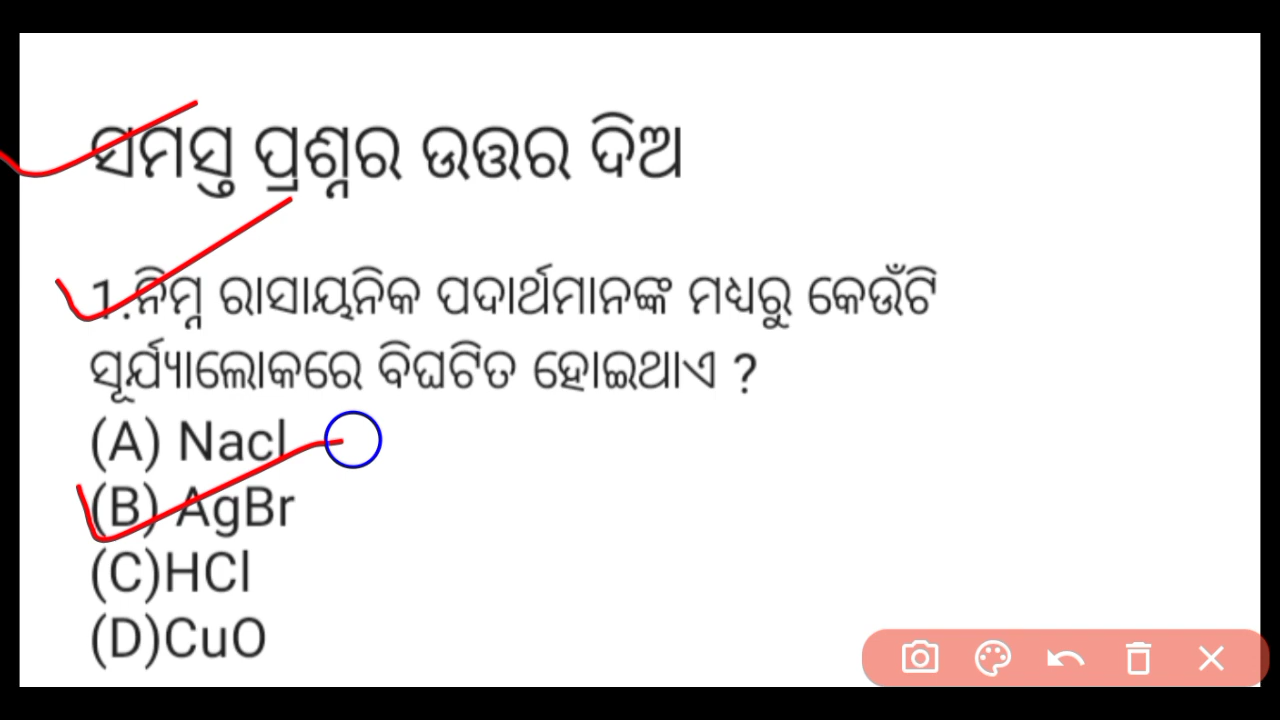 ସମସ୍ତ ପ୍ରଶ୍ନର ଉତ୍ତର ଦିଅ
1.ନିମ୍ନ ରାସାୟନିକ ପଦାର୍ଥମାନଙ୍କ ମଧ୍ୟରୁ କେଉଁଟି
ସୂର୍ଯ୍ୟାଲୋକରେ ବିଘଟିତ ହୋଇଥାଏ ?
(A) Nacl
(B) AgBr
(C)HCl
(D)CuO